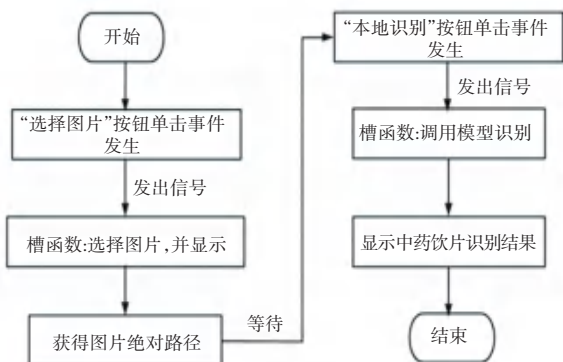 开始
“选择图片”按钮单击事件
发生
发出信号
槽函数:选择图片,并显示
获得图片绝对路径
等待
“本地识别”按钮单击事件
发生
发出信号
槽函数:调用模型识别
显示中药饮片识别结果
结束